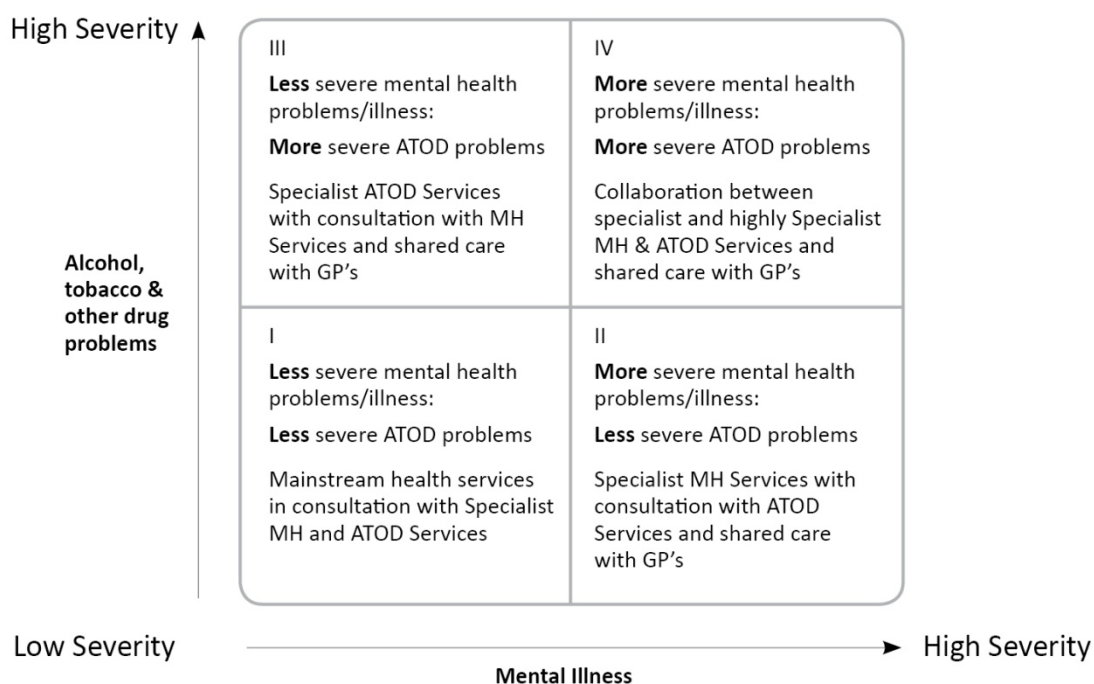 High Severity
III
Less severe mental health
problems/illness:
More severe ATOD problems
Specialist ATOD Services
with consultation with MH
Services and shared care
with GP’s
IV
More severe mental health
problems/illness:
More severe ATOD problems
Collaboration between
specialist and highly Specialist
MH & ATOD Services and
shared care with GP’s
Alcohol,
tobacco &
other drug
problems
I
Less severe mental health
problems/illness:
Less severe ATOD problems
Mainstream health services
in consultation with Specialist
MH and ATOD Services
II
More severe mental health
problems/illness:
Less severe ATOD problems
Specialist MH Services with
consultation with ATOD
Services and shared care
with GP’s
Low Severity
High Severity
Mental Illness